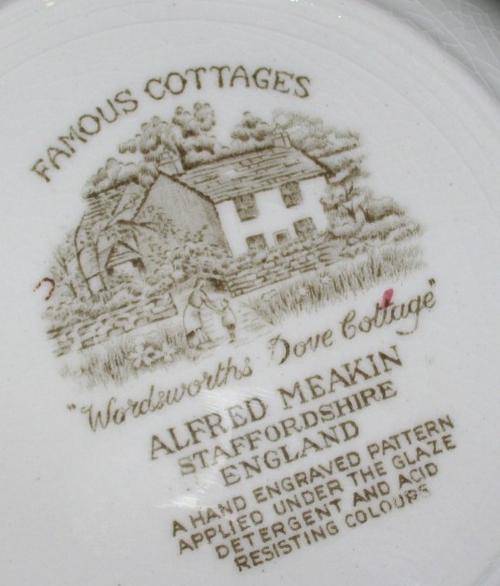 FAMOUS COTTAGES
"Wordsworths Dove Cottage"
ALFRED MEAKIN
STAFFORDSHIRE
ENGLAND
A HAND ENGRAVED PATTERN
APPLIED UNDER THE GLAZE
DETERGENT AND ACID
RESISTING COLOURS